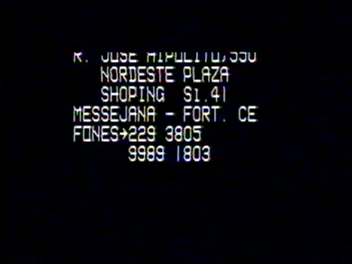 R. JOSE HIPOLITO,550
NORDESTE PLAZA
SHOPING S1.41
MESSEJANA - FORT. CE
FONES→229 3805
9989 1803